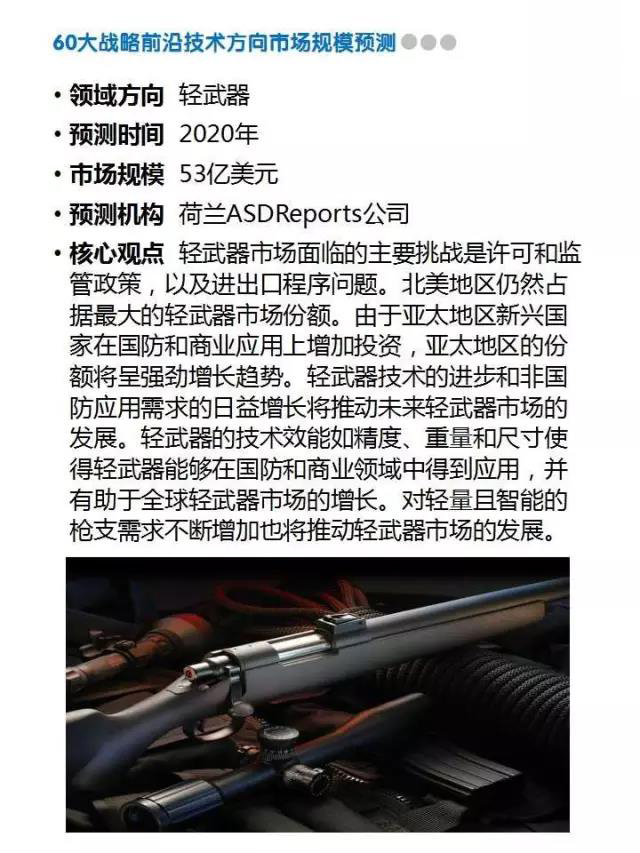 60大战略前沿技术方向市场规模预测
• 领域方向 轻武器
• 预测时间 2020年
• 市场规模 53亿美元
• 预测机构 荷兰ASDReports公司
• 核心观点 轻武器市场面临的主要挑战是许可和监
管政策，以及进出口程序问题。北美地区仍然占
据最大的轻武器市场份额。由于亚太地区新兴国
家在国防和商业应用上增加投资，亚太地区的份
额将呈强劲增长趋势。轻武器技术的进步和非国
防应用需求的日益增长将推动未来轻武器市场的
发展。轻武器的技术效能如精度、重量和尺寸使
得轻武器能够在国防和商业领域中得到应用，并
有助于全球轻武器市场的增长。对轻量且智能的
枪支需求不断增加也将推动轻武器市场的发展。